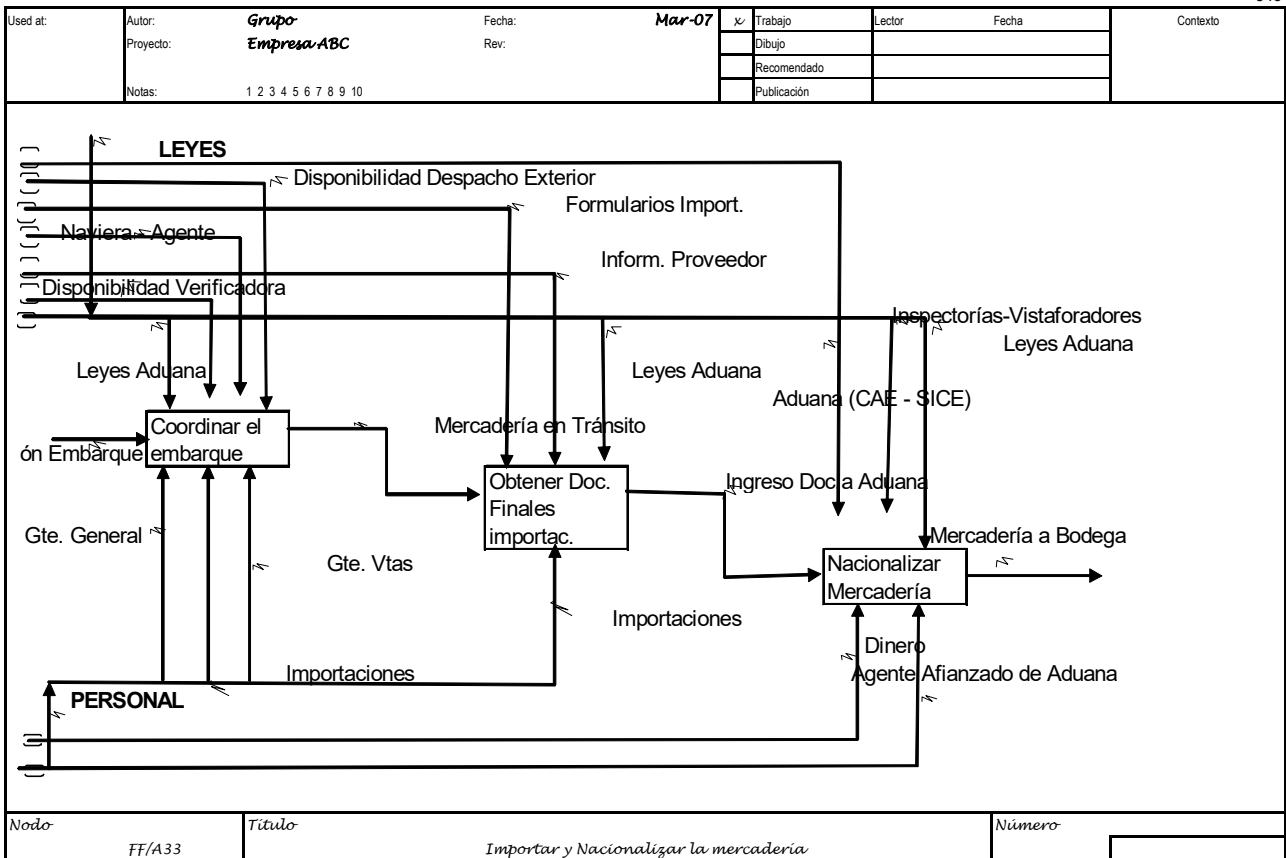 Used at:
Autor: Grupo Fecha: Mar-07 x Trabajo Lector Fecha Contexto
Proyecto: Empresa ABC Rev: Dibujo
Recomendado
Notas: 1 2 3 4 5 6 7 8 9 10 Publicación
LEYES
Disponibilidad Despacho Exterior
Formularios Import.
Naviera - Agente
Inform. Proveedor
Disponibilidad Verificadora
Inspectorías-Vistaforadores
Leyes Aduana
Leyes Aduana
Leyes Aduana
Aduana (CAE - SICE)
Coordinar el
embarque
Mercadería en Tránsito
ón Embarque
Obtener Doc.
Finales
importac.
Ingreso Doc a Aduana
Gte. General
Gte. Vtas
Mercadería a Bodega
Nacionalizar
Mercadería
Importaciones
Dinero
Importaciones
Agente Afianzado de Aduana
PERSONAL
Nodo Título Número
FF/A33 Importar y Nacionalizar la mercadería